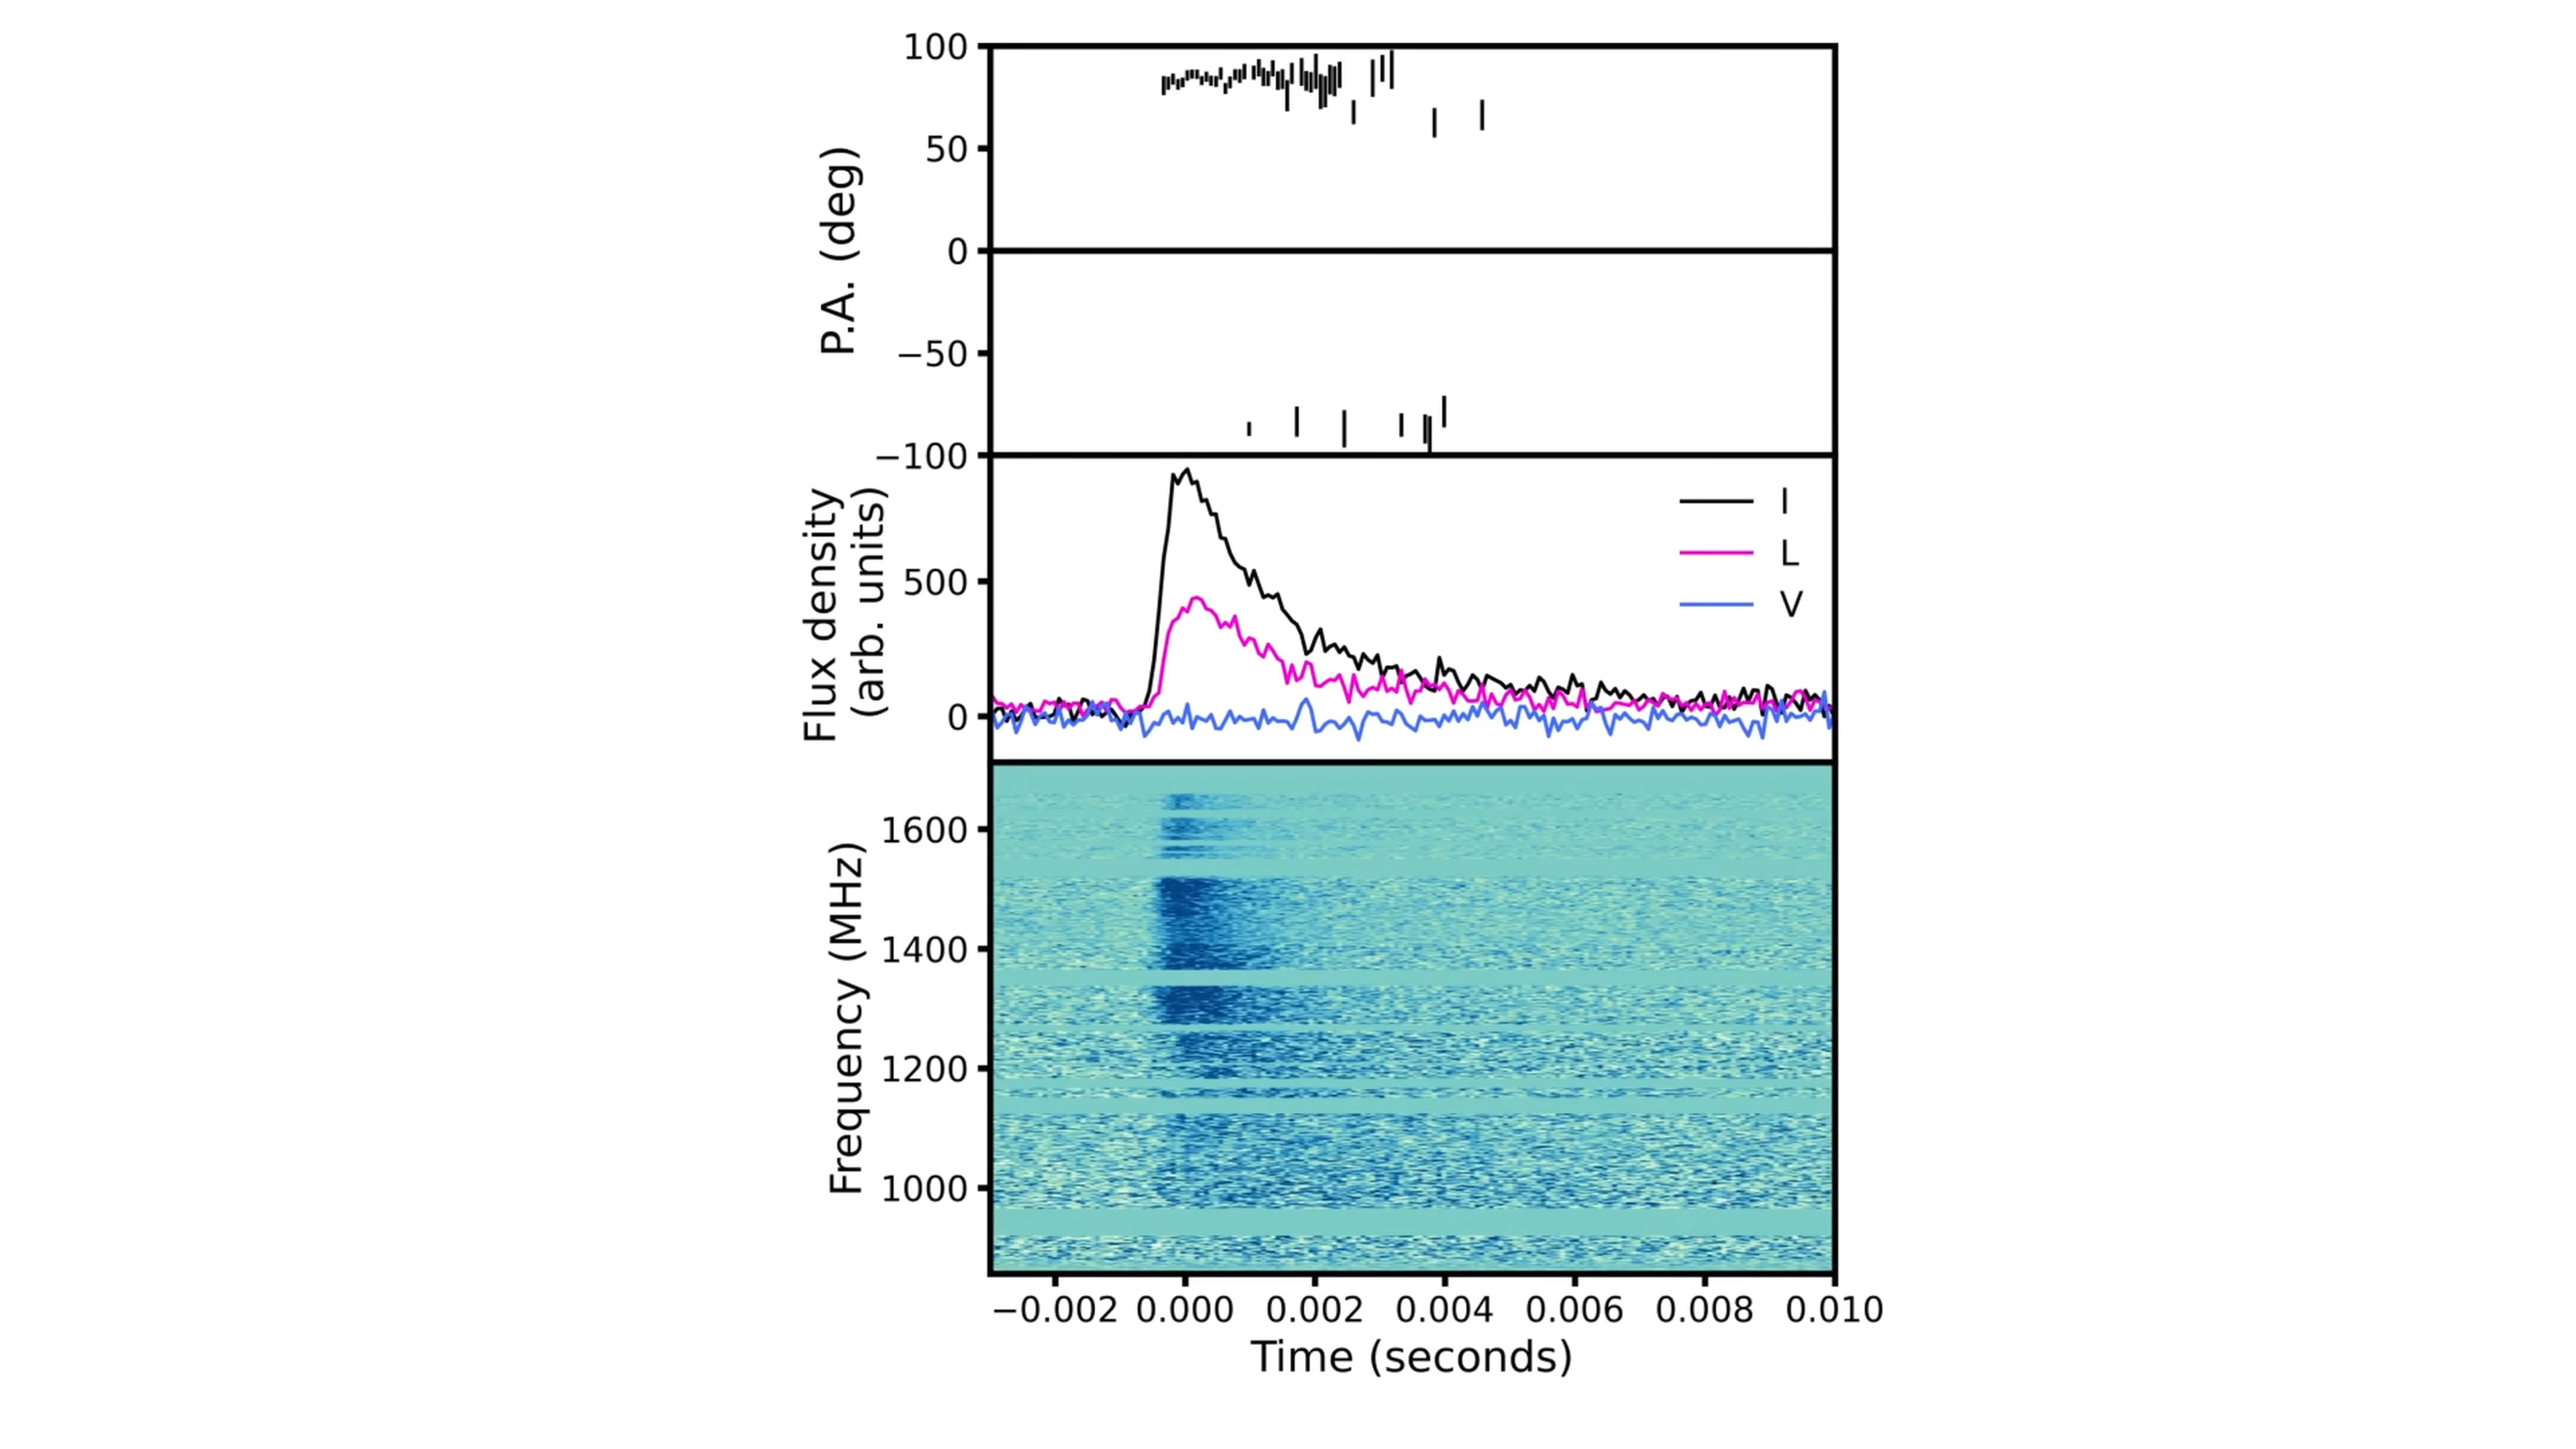 100
50
0
−50
−100
P.A. (deg)
500
0
Flux density
(arb. units)
I
L
V
1600
1400
1200
1000
Frequency (MHz)
−0.002 0.000 0.002 0.004 0.006 0.008 0.010
Time (seconds)